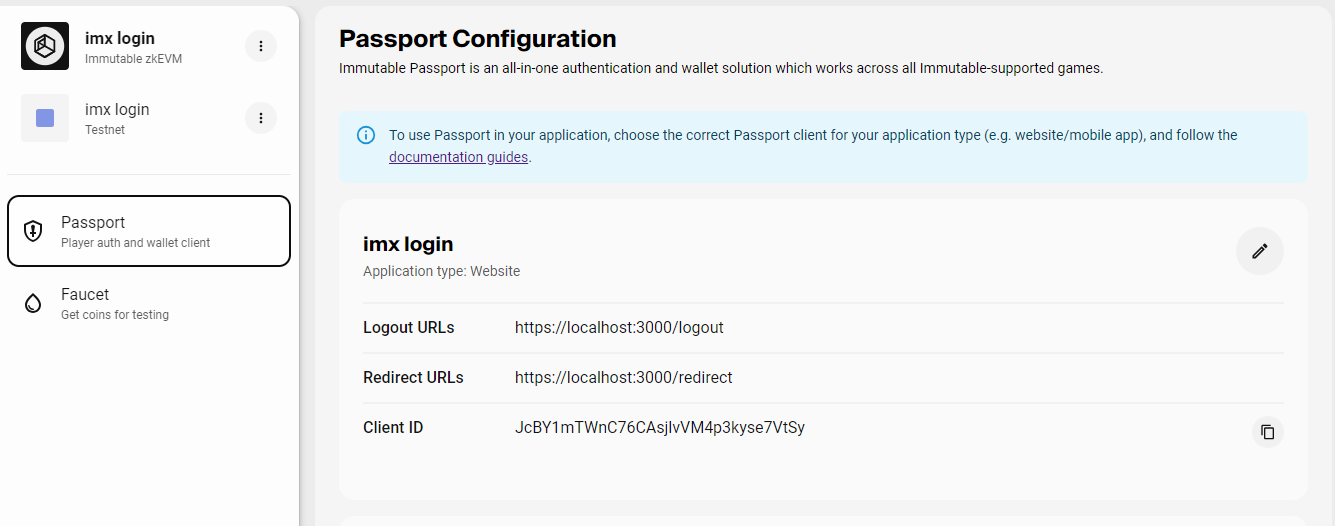 imx login
Immutable zkEVM
imx login
Testnet
Passport
Player auth and wallet client
Faucet
Get coins for testing
Passport Configuration
Immutable Passport is an all-in-one authentication and wallet solution which works across all Immutable-supported games.
To use Passport in your application, choose the correct Passport client for your application type (e.g. website/mobile app), and follow the
documentation guides.
imx login
Application type: Website
Logout URLs https://localhost:3000/logout
Redirect URLs https://localhost:3000/redirect
Client ID JcBY1mTWnC76CAsjlvVM4p3kyse7VtSy